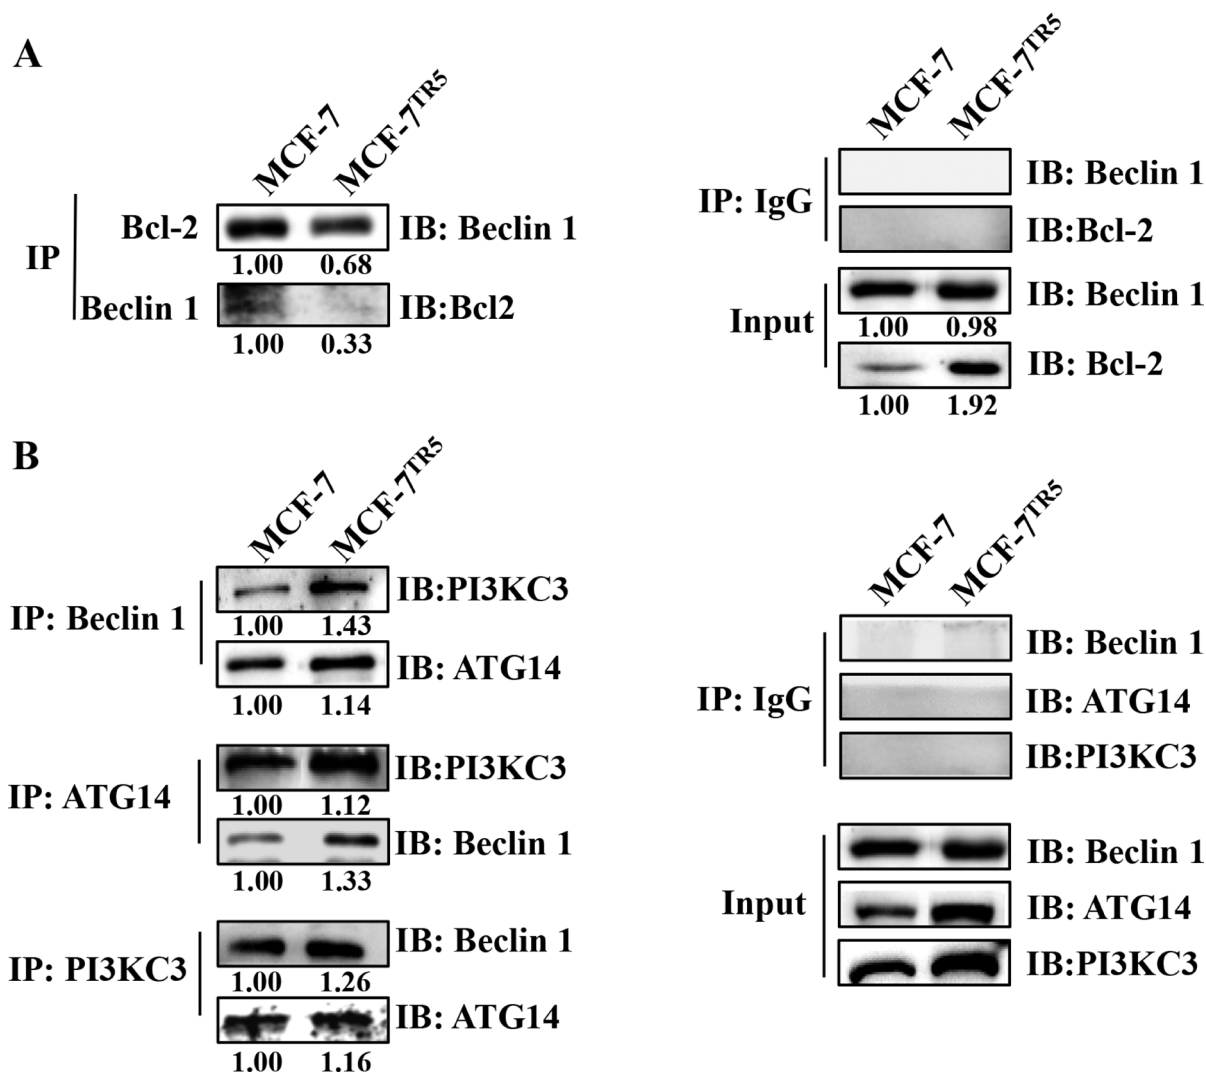 A
MCF-7 MCF-7TR5
IP
Bcl-2 IB: Beclin 1
1.00 0.68
Beclin 1 IB:Bcl2
1.00 0.33
MCF-7 MCF-7TR5
IP: IgG
IB: Beclin 1
IB:Bcl-2
Input
IB: Beclin 1
1.00 0.98
IB: Bcl-2
1.00 1.92
B
MCF-7 MCF-7TR5
IP: Beclin 1
IB:PI3KC3
1.00 1.43
IB: ATG14
1.00 1.14
IP: ATG14
IB:PI3KC3
1.00 1.12
IB: Beclin 1
1.00 1.33
IP: PI3KC3
IB: Beclin 1
1.00 1.26
IB: ATG14
1.00 1.16
MCF-7 MCF-7TR5
IP: IgG
IB: Beclin 1
IB: ATG14
IB:PI3KC3
Input
IB: Beclin 1
IB: ATG14
IB:PI3KC3